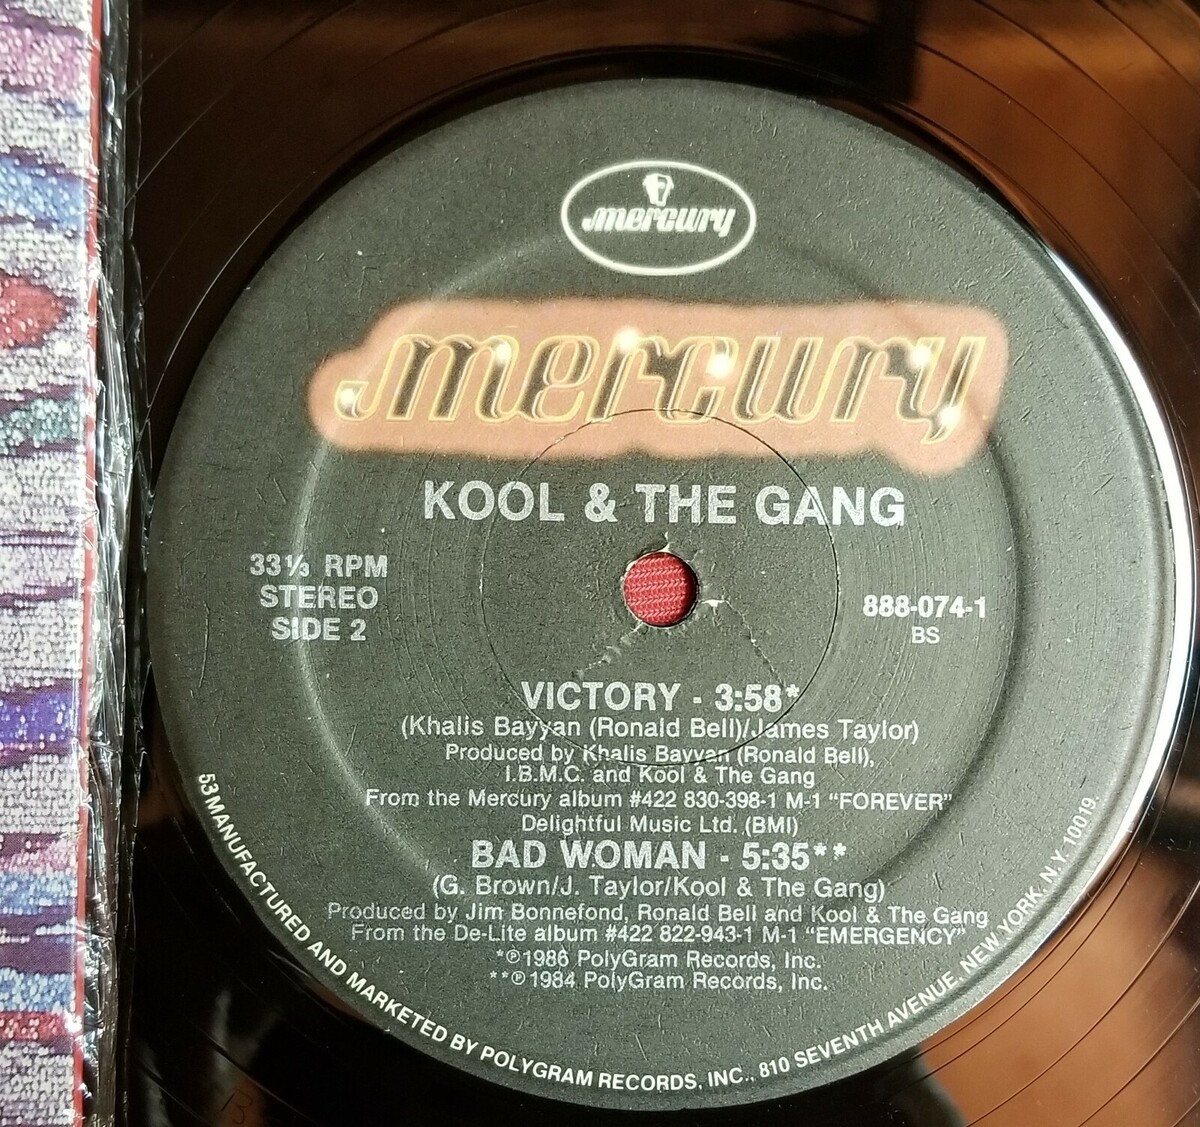 mercury
mercury
KOOL & THE GANG
33⅓ RPM
STEREO
SIDE 2
888-074-1
BS
VICTORY - 3:58*
(Khalis Bayyan (Ronald Bell)/James Taylor)
Produced by Khalis Bayyan (Ronald Bell),
I.B.M.C. and Kool & The Gang
From the Mercury album #422 830-398-1 M-1 “FOREVER”
Delightful Music Ltd. (BMI)
BAD WOMAN - 5:35**
(G. Brown/J. Taylor/Kool & The Gang)
Produced by Jim Bonnefond, Ronald Bell and Kool & The Gang
From the De-Lite album #422 822-943-1 M-1 “EMERGENCY”
*℗1986 PolyGram Records, Inc.
**℗1984 PolyGram Records, Inc.
53 MANUFACTURED AND MARKETED BY POLYGRAM RECORDS, INC., 810 SEVENTH AVENUE, NEW YORK, N.Y. 10019.